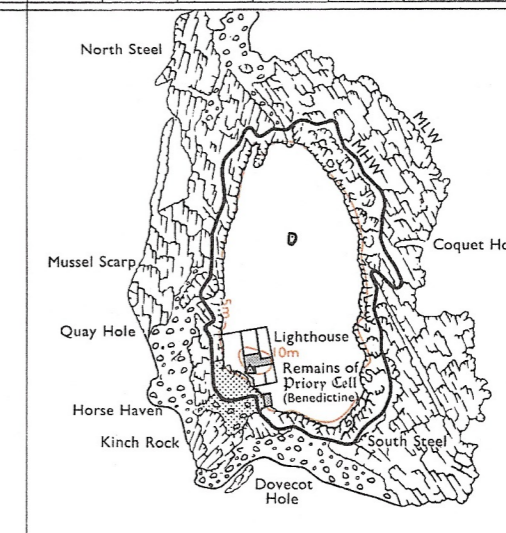 North Steel
MLW
MHW
D
Coquet Ho
Mussel Scarp
5m
Quay Hole
Lighthouse
10m
Remains of
Priory Cell
(Benedictine)
Horse Haven
South Steel
Kinch Rock
Dovecot
Hole